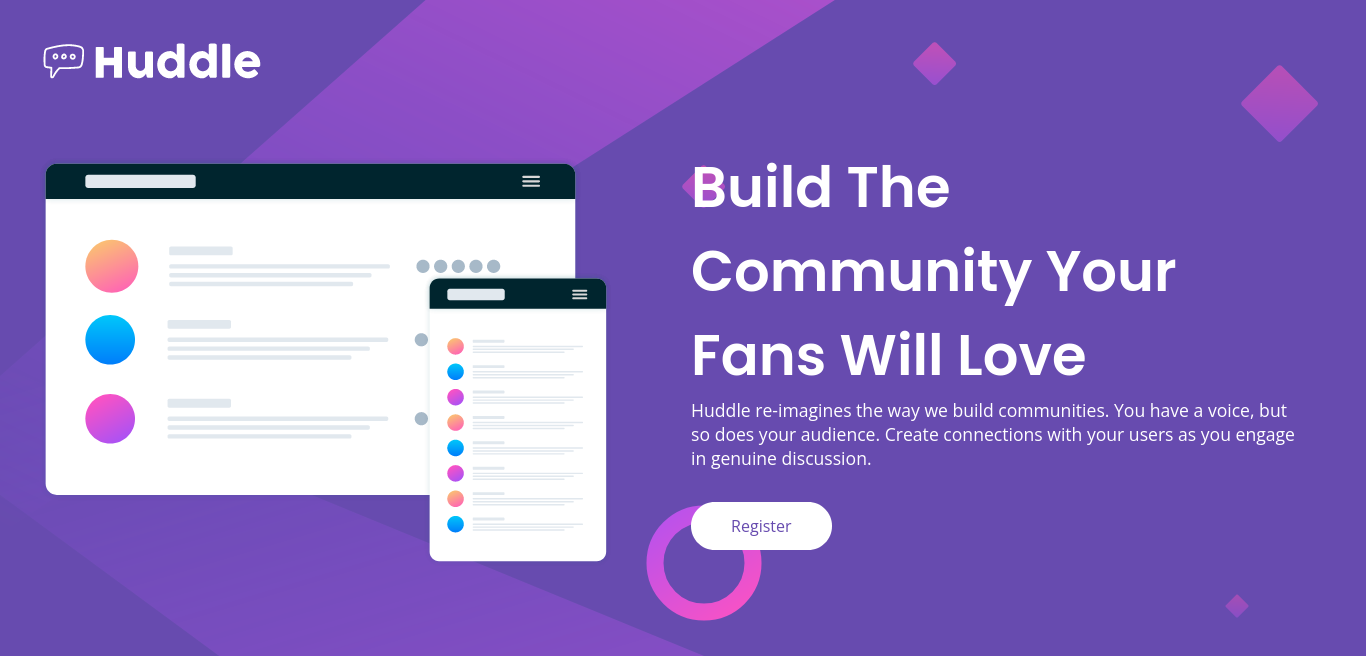 Huddle
Build The
Community Your
Fans Will Love
Huddle re-imagines the way we build communities. You have a voice, but
so does your audience. Create connections with your users as you engage
in genuine discussion.
Register